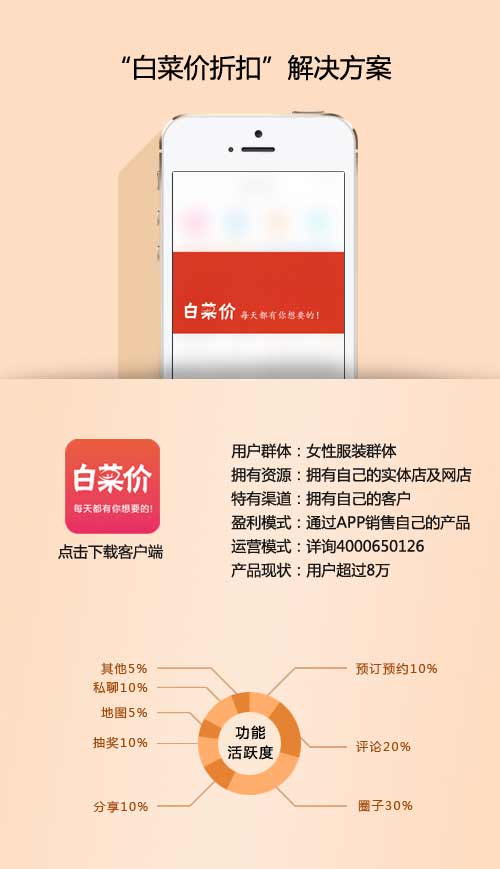 “白菜价折扣”解决方案
白菜价 每天都有你想要的!
白菜价
每天都有你想要的!
点击下载客户端
用户群体：女性服装群体
拥有资源：拥有自己的实体店及网店
特有渠道：拥有自己的客户
盈利模式：通过APP销售自己的产品
运营模式：详询4000650126
产品现状：用户超过8万
其他5%
私聊10%
地图5%
抽奖10%
分享10%
功能
活跃度
预订预约10%
评论20%
圈子30%